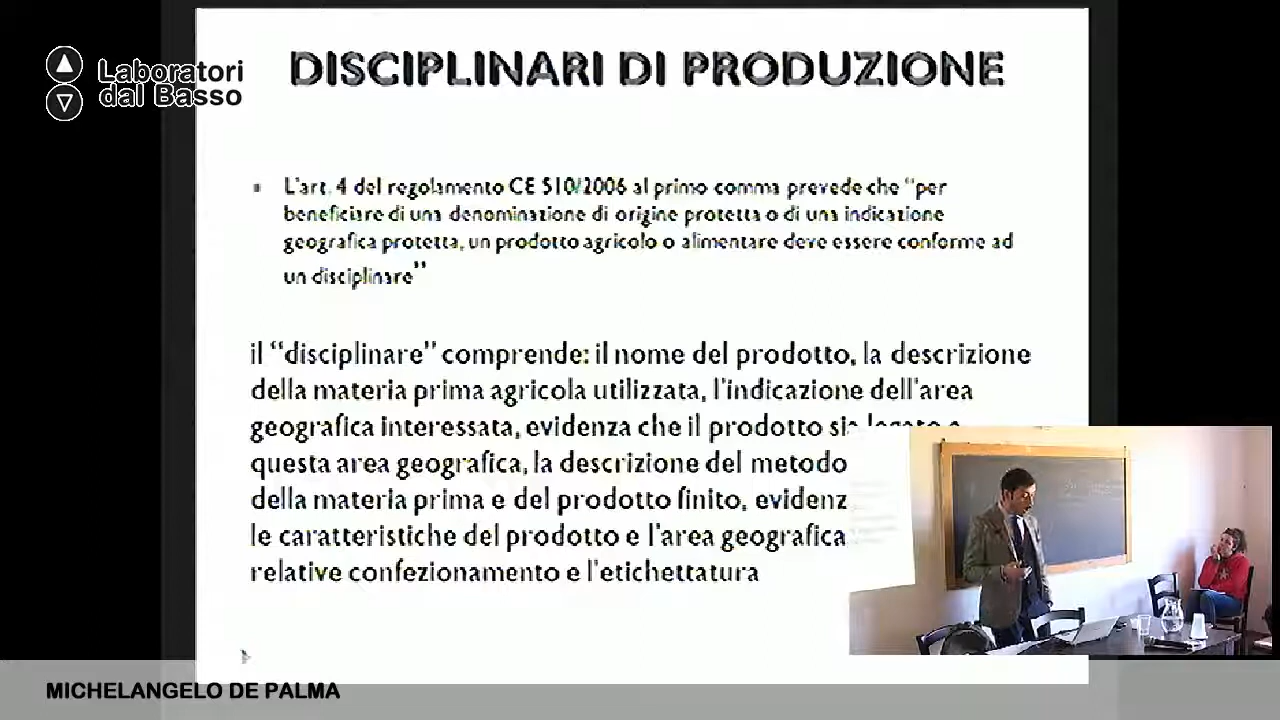 Laboratori
dal Basso
DISCIPLINARI DI PRODUZIONE
L'art. 4 del regolamento CE 510/2006 al primo comma prevede che "per
beneficiare di una denominazione di origine protetta o di una indicazione
geografica protetta, un prodotto agricolo o alimentare deve essere conforme ad
un disciplinare"
il "disciplinare" comprende: il nome del prodotto, la descrizione
della materia prima agricola utilizzata, l'indicazione dell'area
geografica interessata, evidenza che il prodotto sia legato a
questa area geografica, la descrizione del metodo
della materia prima e del prodotto finito, evidenz
le caratteristiche del prodotto e l'area geografica
relative confezionamento e l'etichettatura
MICHELANGELO DE PALMA